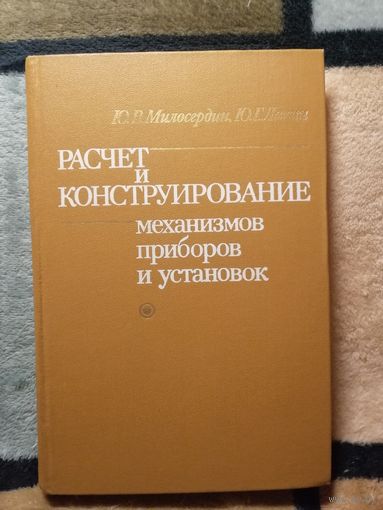 Ю.В.Милосердин, Ю.Г.
РАСЧЕТ
И
КОНСТРУИРОВАНИЕ
механизмов
приборов
и установок